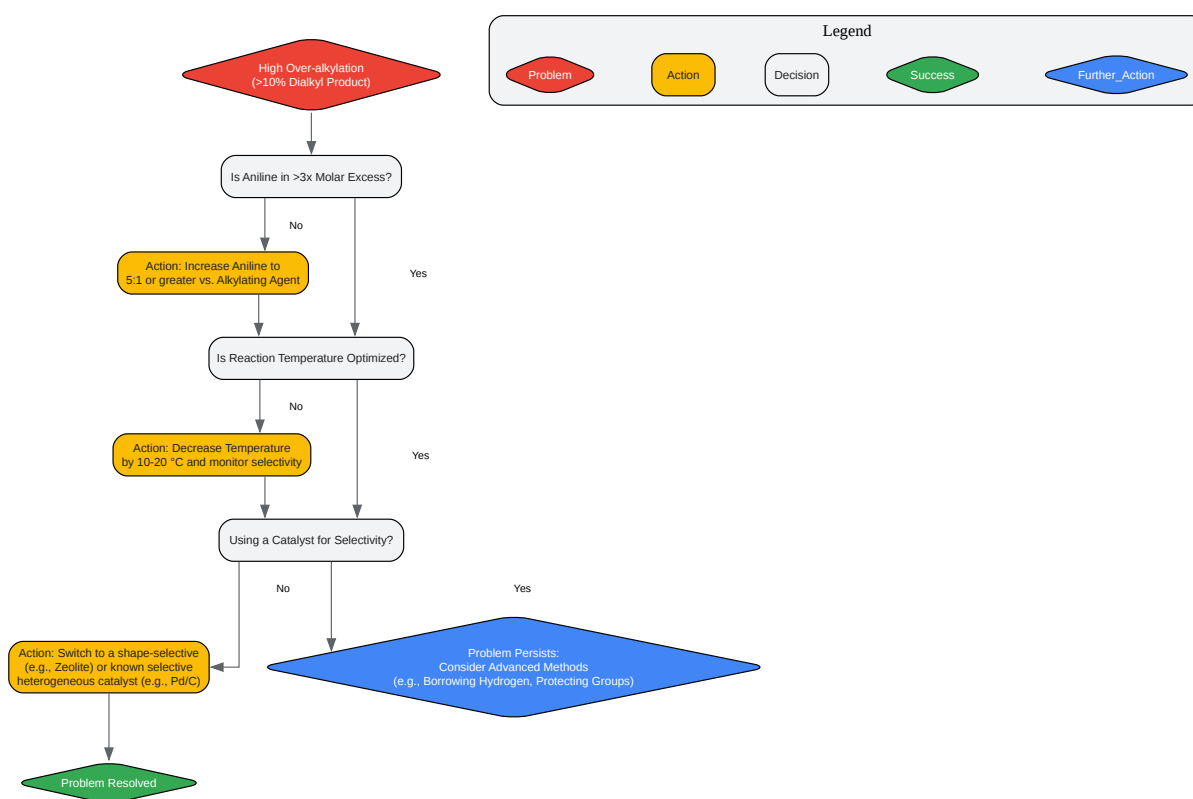 Legend
Problem
Action
Decision
Success
Further_Action
High Over-alkylation
(>10% Dialkyl Product)
Is Aniline in >3x Molar Excess?
No
Yes
Action: Increase Aniline to
5:1 or greater vs. Alkylating Agent
Is Reaction Temperature Optimized?
No
Yes
Action: Decrease Temperature
by 10-20 °C and monitor selectivity
Using a Catalyst for Selectivity?
No
Yes
Action: Switch to a shape-selective
(e.g., Zeolite) or known selective
heterogeneous catalyst (e.g., Pd/C)
Problem Persists:
Consider Advanced Methods
(e.g., Borrowing Hydrogen, Protecting Groups)
Problem Resolved